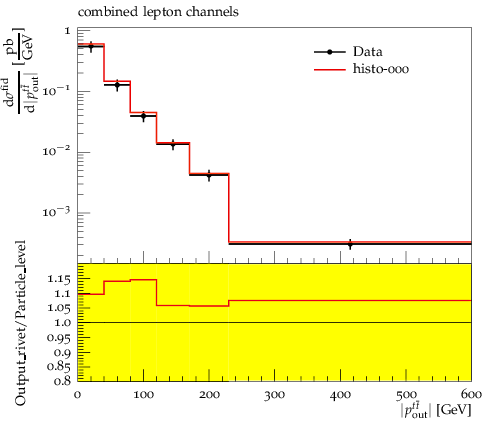 combined lepton channels
dσ^fid / d|p_out^tt̄| [pb / GeV]
1
10⁻¹
10⁻²
10⁻³
Data
histo-000
Output_rivet/Particle_level
1.15
1.1
1.05
1.0
0.95
0.9
0.85
0.8
0 100 200 300 400 500 600
|p_out^tt̄| [GeV]